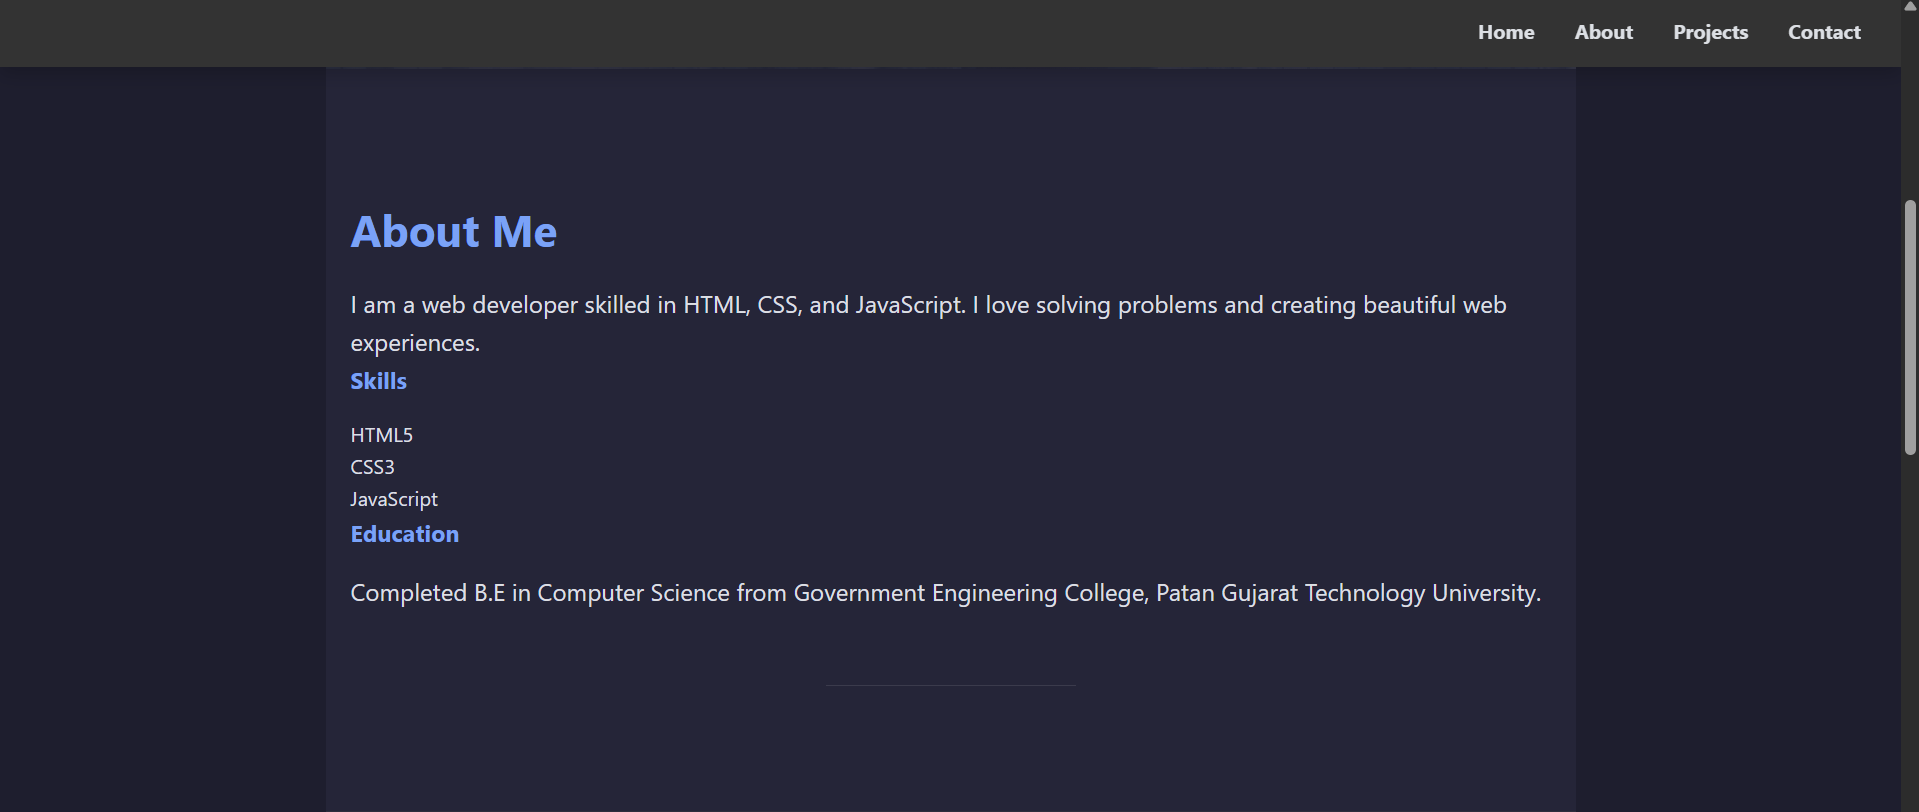 Home About Projects Contact
About Me
I am a web developer skilled in HTML, CSS, and JavaScript. I love solving problems and creating beautiful web
experiences.
Skills
HTML5
CSS3
JavaScript
Education
Completed B.E in Computer Science from Government Engineering College, Patan Gujarat Technology University.